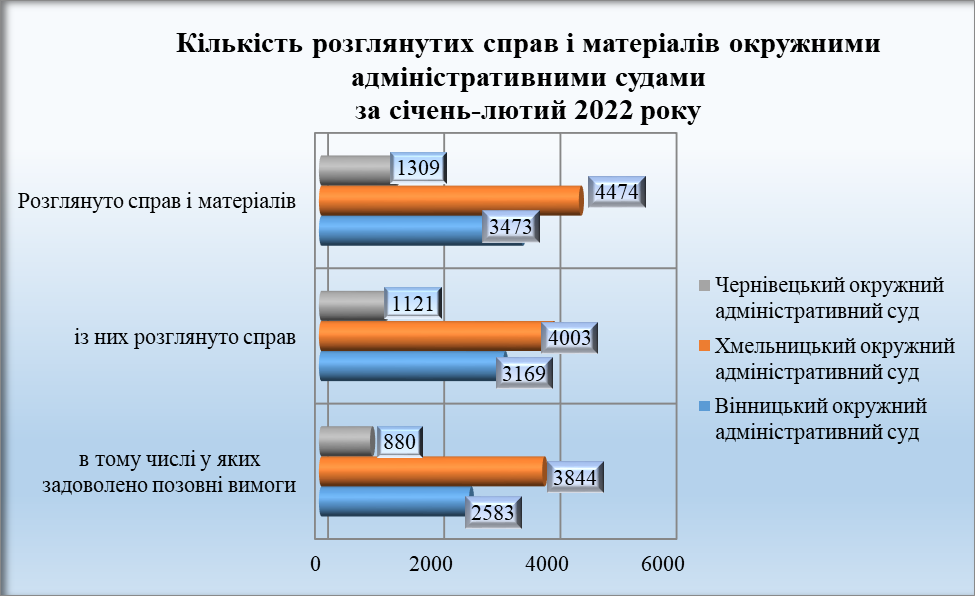 Кількість розглянутих справ і матеріалів окружними
адміністративними судами
за січень-лютий 2022 року
Розглянуто справ і матеріалів
1309
4474
3473
із них розглянуто справ
1121
4003
3169
в тому числі у яких
задоволено позовні вимоги
880
3844
2583
0 2000 4000 6000
Чернівецький окружний
адміністративний суд
Хмельницький окружний
адміністративний суд
Вінницький окружний
адміністративний суд